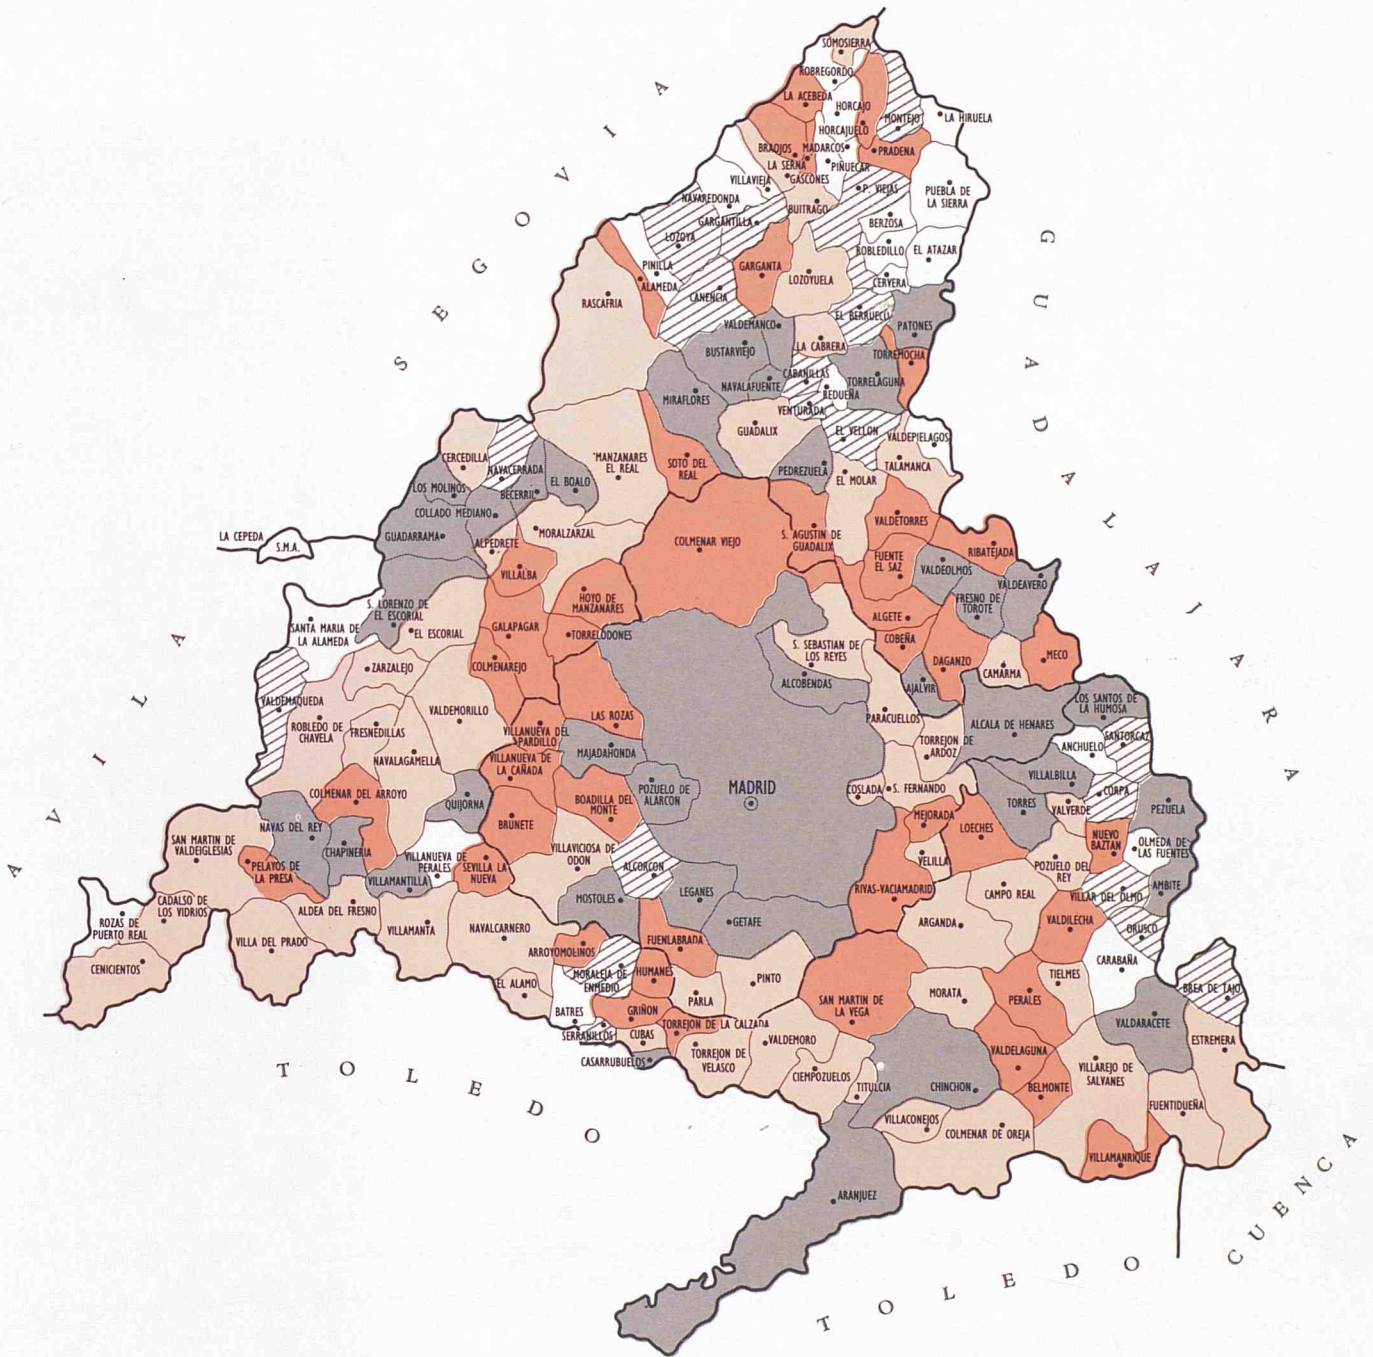 SOMOSIERRA
ROBREGORDO
LA ACEBEDA
HORCAJO
MONTEJO
LA HIRUELA
HORCAJUELO
BRAOJOS
MADARCOS
PRADENA
LA SERNA
PIÑUECAR
GASCONES
VILLAVIEJA
P. VIEJAS
PUEBLA DE
LA SIERRA
NAVAREDONDA
BUITRAGO
GARGANTILLA
BERZOSA
LOZOYA
ROBLEDILLO
EL ATAZAR
PINILLA
GARGANTA
LOZOYUELA
CERVERA
ALAMEDA
CANENCIA
RASCAFRIA
EL BERRUECO
VALDEMANCO
PATONES
BUSTARVIEJO
LA CABRERA
TORREMOCHA
CABANILLAS
NAVALAFUENTE
TORRELAGUNA
REDUEÑA
MIRAFLORES
VENTURADA
GUADALIX
EL VELLON
VALDEPIELAGOS
CERCEDILLA
NAVACERRADA
MANZANARES
EL REAL
SOTO DEL
REAL
PEDREZUELA
TALAMANCA
EL MOLAR
LOS MOLINOS
BECERRIL
EL BOALO
COLLADO MEDIANO
GUADARRAMA
MORALZARZAL
ALPEDRETE
COLMENAR VIEJO
S. AGUSTIN DE
GUADALIX
VALDETORRES
LA CEPEDA
S.M.A.
RIBATEJADA
FUENTE
EL SAZ
VALDEOLMOS
VALDEAVERO
VILLALBA
FRESNO DE
TOROTE
HOYO DE
MANZANARES
S. LORENZO DE
EL ESCORIAL
SANTA MARIA DE
LA ALAMEDA
EL ESCORIAL
GALAPAGAR
TORRELODONES
ALGETE
COBEÑA
S. SEBASTIAN DE
LOS REYES
ZARZALEJO
COLMENAREJO
DAGANZO
CAMARMA
MECO
ALCOBENDAS
AJALVIR
VALDEMAQUEDA
VALDEMORILLO
LAS ROZAS
LOS SANTOS DE
LA HUMOSA
ROBLEDO DE
CHAVELA
FRESNEDILLAS
VILLANUEVA DEL
PARDILLO
PARACUELLOS
ALCALA DE HENARES
NAVALAGAMELLA
MAJADAHONDA
TORREJON DE
ARDOZ
ANCHUELO
SANTORCAZ
VILLANUEVA DE
LA CAÑADA
VILLALBILLA
COLMENAR DEL ARROYO
QUIJORNA
BOADILLA DEL
MONTE
POZUELO DE
ALARCON
MADRID
COSLADA
S. FERNANDO
TORRES
VALVERDE
CORPA
PEZUELA
BRUNETE
MEJORADA
LOECHES
NAVAS DEL REY
SAN MARTIN DE
VALDEIGLESIAS
CHAPINERIA
NUEVO
BAZTAN
OLMEDA DE
LAS FUENTES
PELAYOS DE
LA PRESA
VILLANUEVA DE
PERALES
SEVILLA LA
NUEVA
VILLAVICIOSA DE
ODON
ALCORCON
VELILLA
POZUELO DEL
REY
VILLAMANTILLA
LEGANES
RIVAS-VACIAMADRID
CAMPO REAL
VILLAR DEL OLMO
AMBITE
MOSTOLES
CADALSO DE
LOS VIDRIOS
ROZAS DE
PUERTO REAL
ALDEA DEL FRESNO
GETAFE
ARGANDA
VALDILECHA
ORUSCO
VILLAMANTA
NAVALCARNERO
VILLA DEL PRADO
FUENLABRADA
ARROYOMOLINOS
CENICIENTOS
MORALEJA DE
ENMEDIO
HUMANES
CARABAÑA
TIELMES
PINTO
EL ALAMO
PARLA
MORATA
PERALES
BREA DE TAJO
SAN MARTIN DE
LA VEGA
BATRES
GRIÑON
VALDARACETE
TORREJON DE LA CALZADA
SERRANILLOS
CUBAS
VALDEMORO
ESTREMERA
CASARRUBUELOS
TORREJON DE
VELASCO
VALDELAGUNA
VILLAREJO DE
SALVANES
CIEMPOZUELOS
TITULCIA
CHINCHON
BELMONTE
FUENTIDUEÑA
VILLACONEJOS
COLMENAR DE OREJA
VILLAMANRIQUE
ARANJUEZ
SEGOVIA
GUADALAJARA
AVILA
TOLEDO
TOLEDO
CUENCA